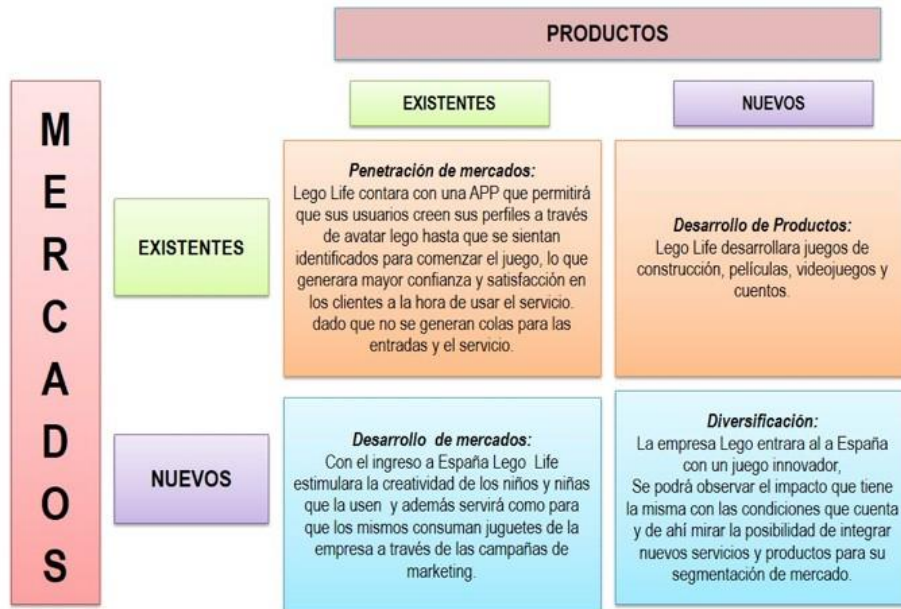 PRODUCTOS
EXISTENTES
NUEVOS
MERCADOS
EXISTENTES
Penetración de mercados:
Lego Life contara con una APP que permitirá
que sus usuarios creen sus perfiles a través
de avatar lego hasta que se sientan
identificados para comenzar el juego, lo que
generara mayor confianza y satisfacción en
los clientes a la hora de usar el servicio.
dado que no se generan colas para las
entradas y el servicio.
Desarrollo de Productos:
Lego Life desarrollara juegos de
construcción, películas, videojuegos y
cuentos.
NUEVOS
Desarrollo de mercados:
Con el ingreso a España Lego Life
estimulara la creatividad de los niños y niñas
que la usen y además servirá como para
que los mismos consuman juguetes de la
empresa a través de las campañas de
marketing.
Diversificación:
La empresa Lego entrara al a España
con un juego innovador,
Se podrá observar el impacto que tiene
la misma con las condiciones que cuenta
y de ahí mirar la posibilidad de integrar
nuevos servicios y productos para su
segmentación de mercado.